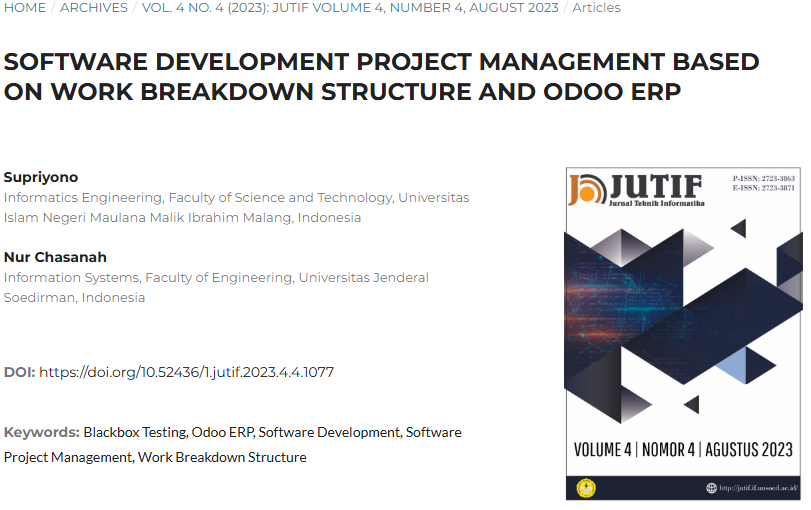 HOME / ARCHIVES / VOL. 4 NO. 4 (2023): JUTIF VOLUME 4, NUMBER 4, AUGUST 2023 / Articles
SOFTWARE DEVELOPMENT PROJECT MANAGEMENT BASED
ON WORK BREAKDOWN STRUCTURE AND ODOO ERP
Supriyono
Informatics Engineering, Faculty of Science and Technology, Universitas
Islam Negeri Maulana Malik Ibrahim Malang, Indonesia
Nur Chasanah
Information Systems, Faculty of Engineering, Universitas Jenderal
Soedirman, Indonesia
DOI: https://doi.org/10.52436/1.jutif.2023.4.4.1077
Keywords: Blackbox Testing, Odoo ERP, Software Development, Software
Project Management, Work Breakdown Structure
JUTIF
Jurnal Teknik Informatika
P-ISSN: 2723-3863
E-ISSN: 2723-3871
VOLUME 4 | NOMOR 4 | AGUSTUS 2023
http://jutif.if.unsoed.ac.id/